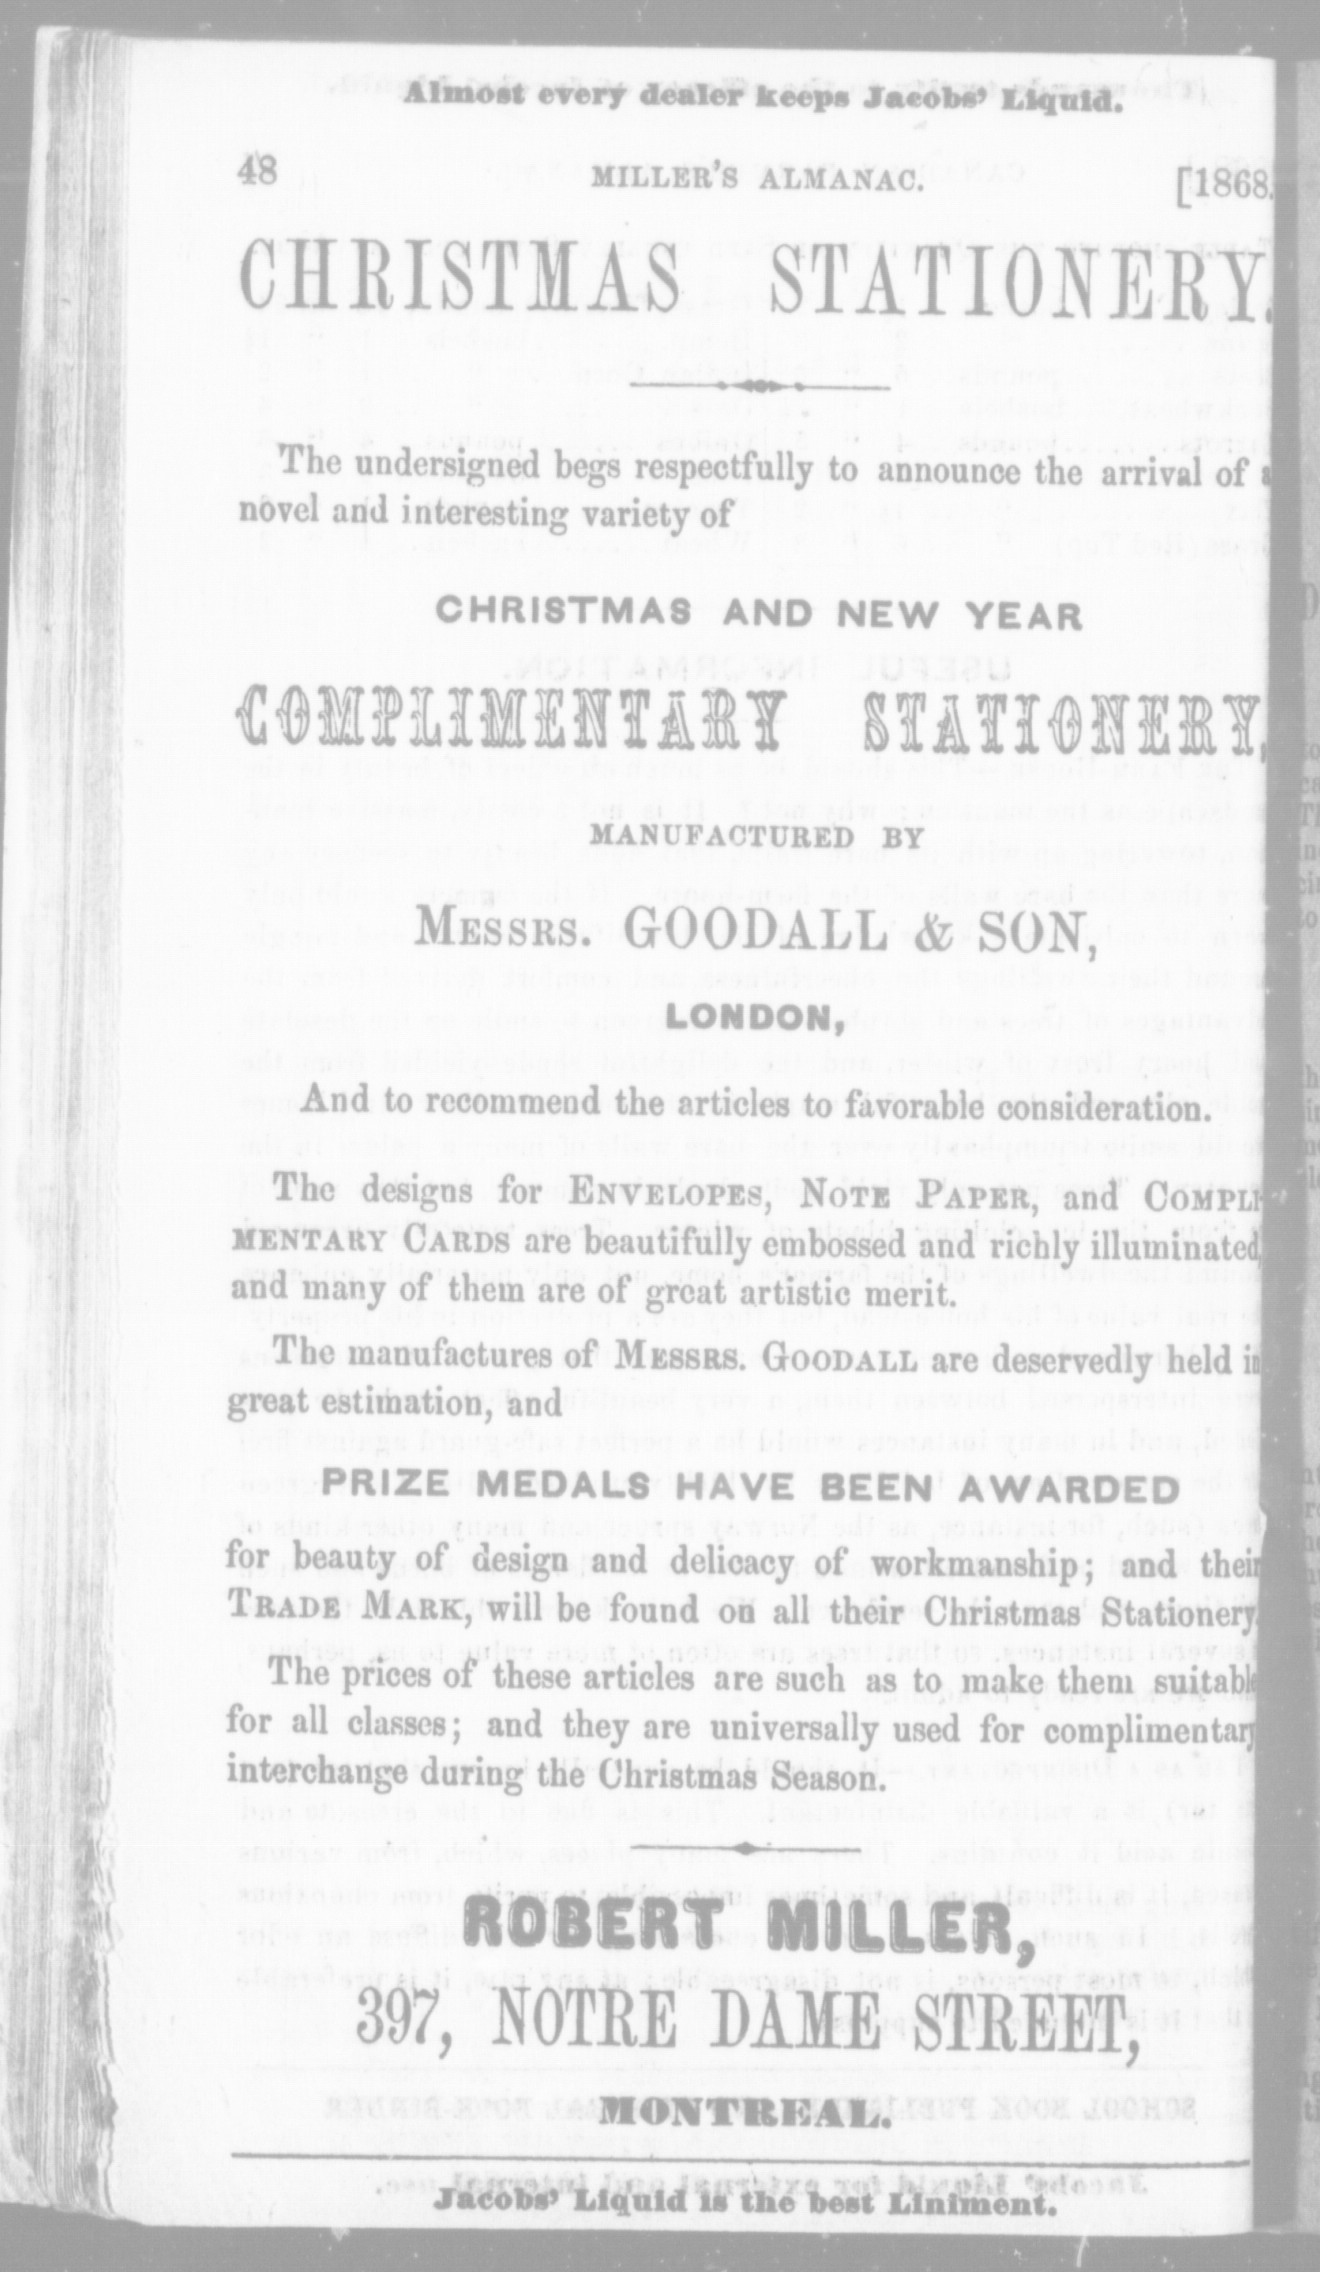 Almost every dealer keeps Jacobs' Liquid.
48 MILLER'S ALMANAC. [1868.
CHRISTMAS STATIONERY.
The undersigned begs respectfully to announce the arrival of a
novel and interesting variety of
CHRISTMAS AND NEW YEAR
COMPLIMENTARY STATIONERY,
MANUFACTURED BY
MESSRS. GOODALL & SON,
LONDON,
And to recommend the articles to favorable consideration.
The designs for ENVELOPES, NOTE PAPER, and COMPLI-
MENTARY CARDS are beautifully embossed and richly illuminated,
and many of them are of great artistic merit.
The manufactures of MESSRS. GOODALL are deservedly held in
great estimation, and
PRIZE MEDALS HAVE BEEN AWARDED
for beauty of design and delicacy of workmanship; and their
TRADE MARK, will be found on all their Christmas Stationery.
The prices of these articles are such as to make them suitable
for all classes; and they are universally used for complimentary
interchange during the Christmas Season.
ROBERT MILLER,
397, NOTRE DAME STREET,
MONTREAL.
Jacobs' Liquid is the best Liniment.